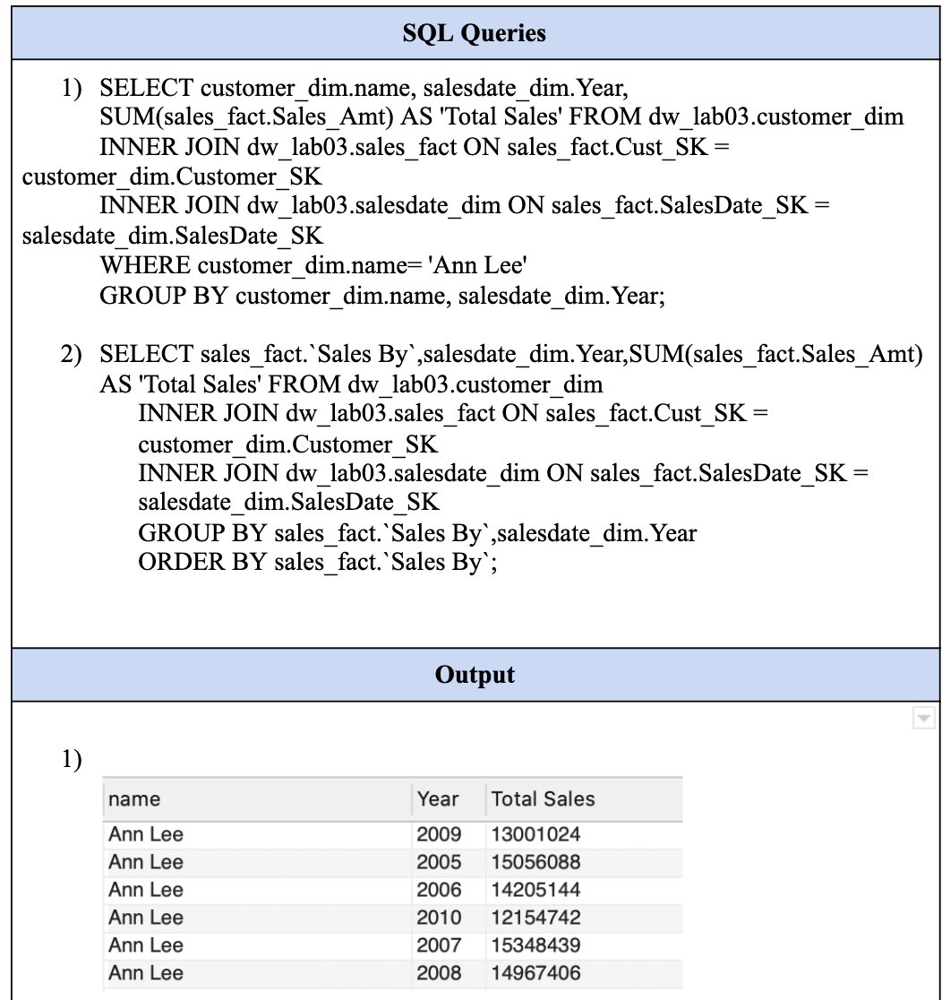 SQL Queries
1) SELECT customer_dim.name, salesdate_dim.Year,
SUM(sales_fact.Sales_Amt) AS 'Total Sales' FROM dw_lab03.customer_dim
INNER JOIN dw_lab03.sales_fact ON sales_fact.Cust_SK =
customer_dim.Customer_SK
INNER JOIN dw_lab03.salesdate_dim ON sales_fact.SalesDate_SK =
salesdate_dim.SalesDate_SK
WHERE customer_dim.name= 'Ann Lee'
GROUP BY customer_dim.name, salesdate_dim.Year;
2) SELECT sales_fact.`Sales By`,salesdate_dim.Year,SUM(sales_fact.Sales_Amt)
AS 'Total Sales' FROM dw_lab03.customer_dim
INNER JOIN dw_lab03.sales_fact ON sales_fact.Cust_SK =
customer_dim.Customer_SK
INNER JOIN dw_lab03.salesdate_dim ON sales_fact.SalesDate_SK =
salesdate_dim.SalesDate_SK
GROUP BY sales_fact.`Sales By`,salesdate_dim.Year
ORDER BY sales_fact.`Sales By`;
Output
1)
name Year Total Sales
Ann Lee 2009 13001024
Ann Lee 2005 15056088
Ann Lee 2006 14205144
Ann Lee 2010 12154742
Ann Lee 2007 15348439
Ann Lee 2008 14967406